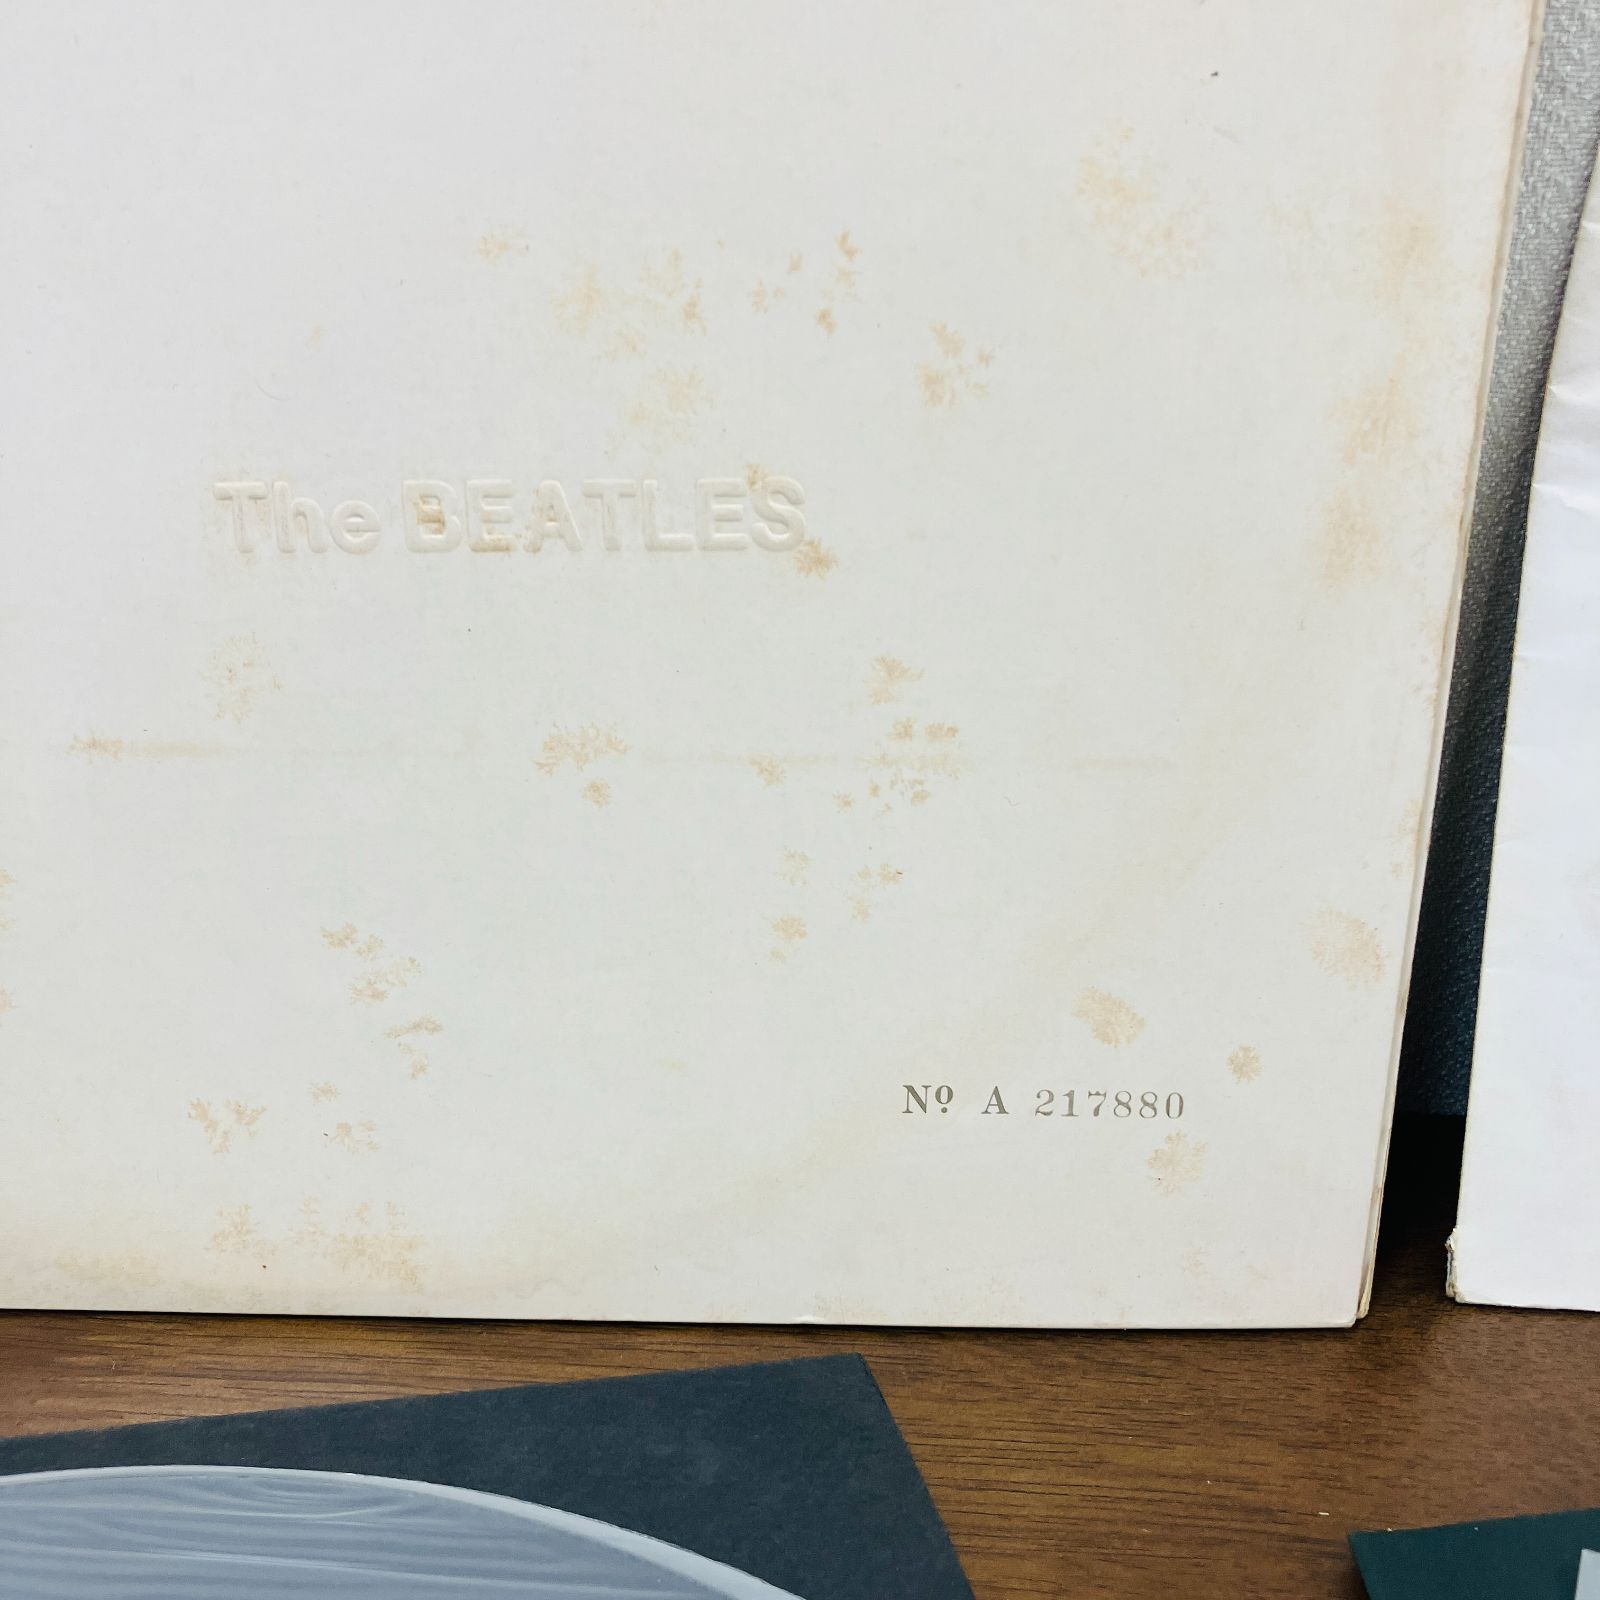 The BEATLES
Nº A 217880